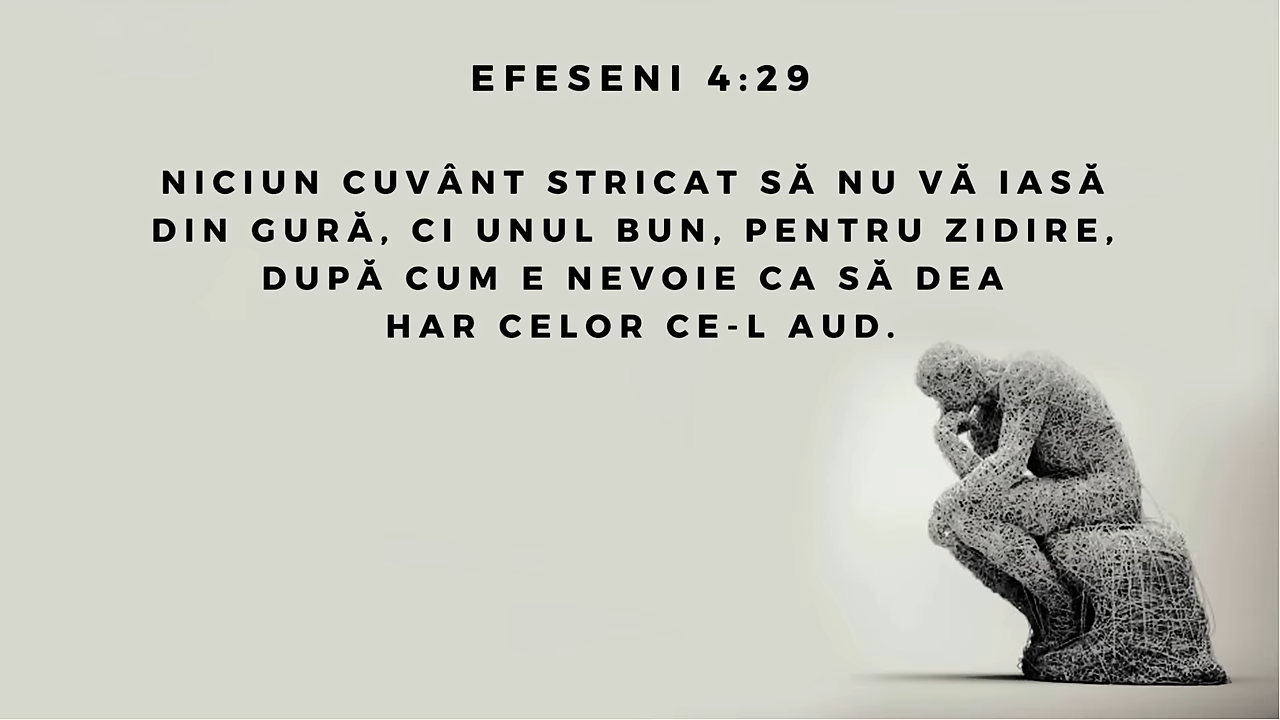 EFESENI 4:29
NICIUN CUVÂNT STRICAT SĂ NU VĂ IASĂ
DIN GURĂ, CI UNUL BUN, PENTRU ZIDIRE,
DUPĂ CUM E NEVOIE CA SĂ DEA
HAR CELOR CE-L AUD.